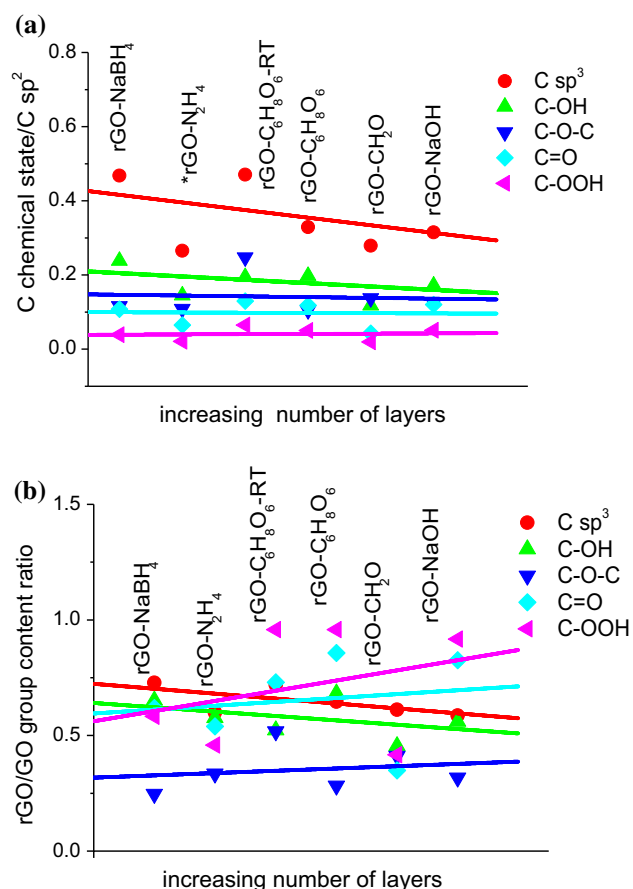 (a)
C chemical state/C sp²
0.8
0.6
0.4
0.2
0.0
rGO-NaBH₄
*rGO-N₂H₄
rGO-C₆H₈O₆-RT
rGO-C₆H₈O₆
rGO-CH₂O
rGO-NaOH
C sp³
C-OH
C-O-C
C=O
C-OOH
increasing number of layers
(b)
rGO/GO group content ratio
1.5
1.0
0.5
0.0
rGO-NaBH₄
rGO-N₂H₄
rGO-C₆H₈O₆-RT
rGO-C₆H₈O₆
rGO-CH₂O
rGO-NaOH
C sp³
C-OH
C-O-C
C=O
C-OOH
increasing number of layers